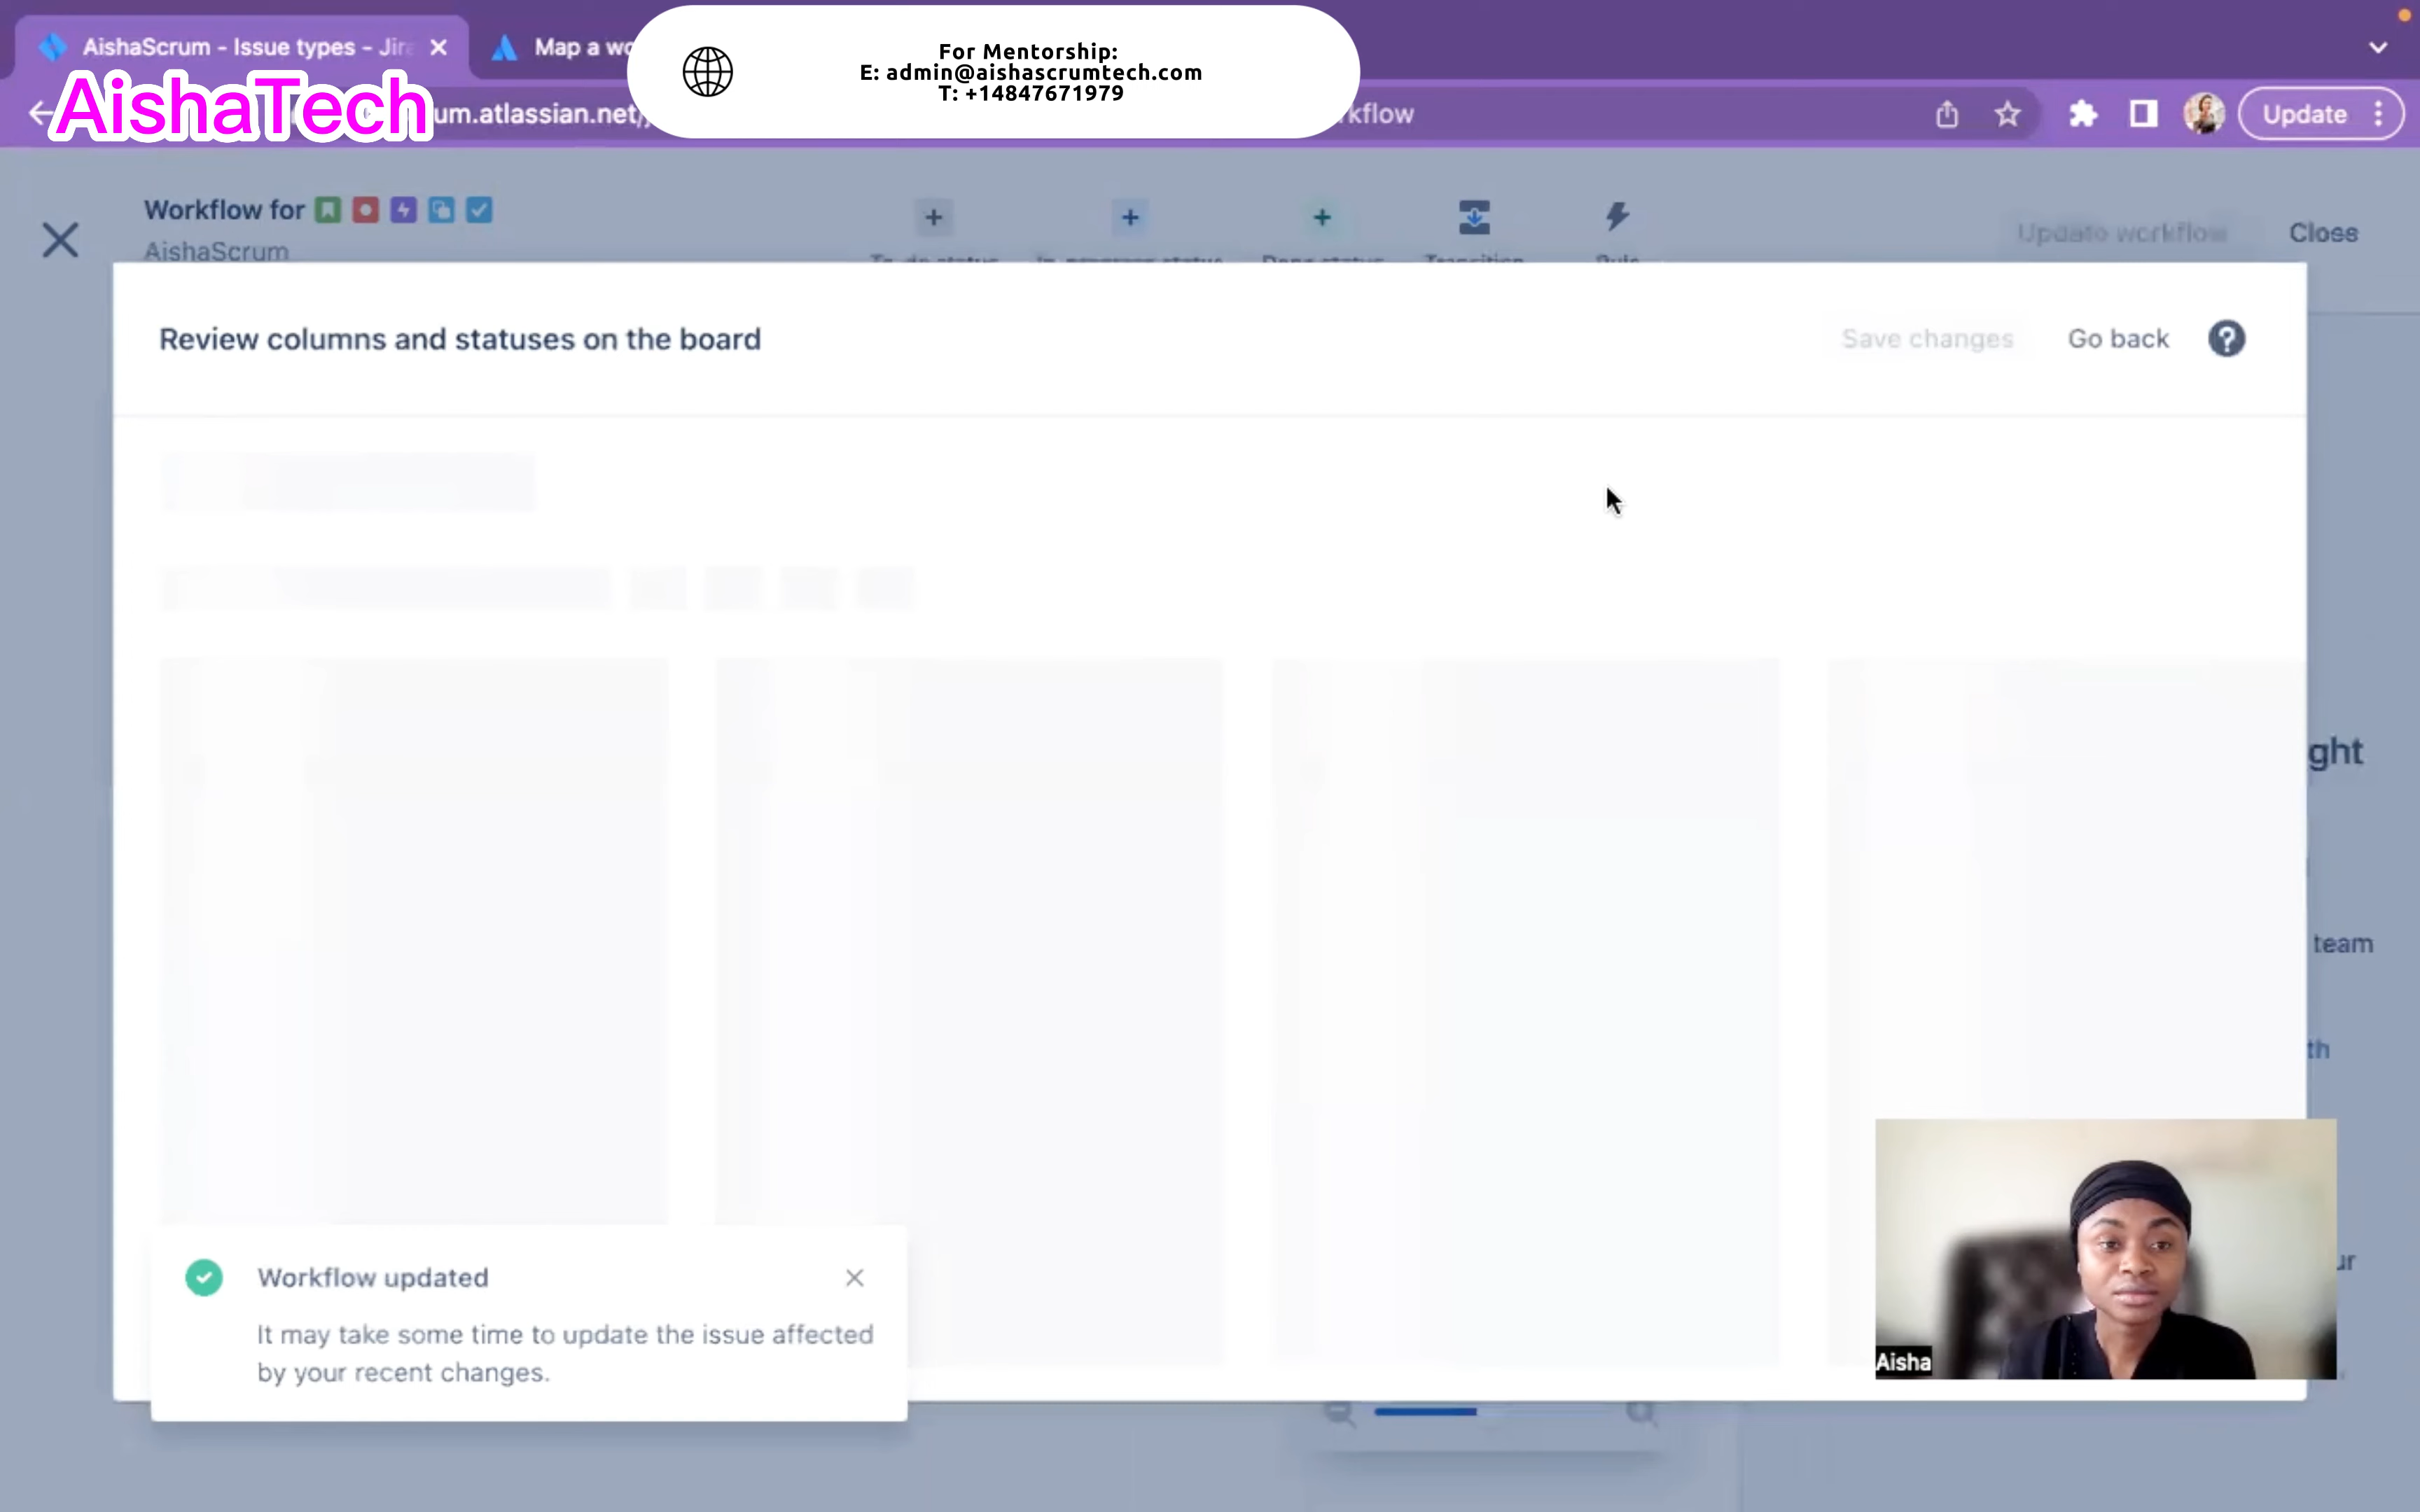 AishaScrum - Issue types - Jira
Map a wo
For Mentorship:
E: admin@aishascrumtech.com
T: +14847671979
AishaTech
um.atlassian.net/
kflow
Update
Workflow for
AishaScrum
To-do status
In-progress status
Done status
Transition
Rule
Update workflow
Close
Review columns and statuses on the board
Save changes
Go back
ght
team
th
ur
Workflow updated
It may take some time to update the issue affected
by your recent changes.
Aisha